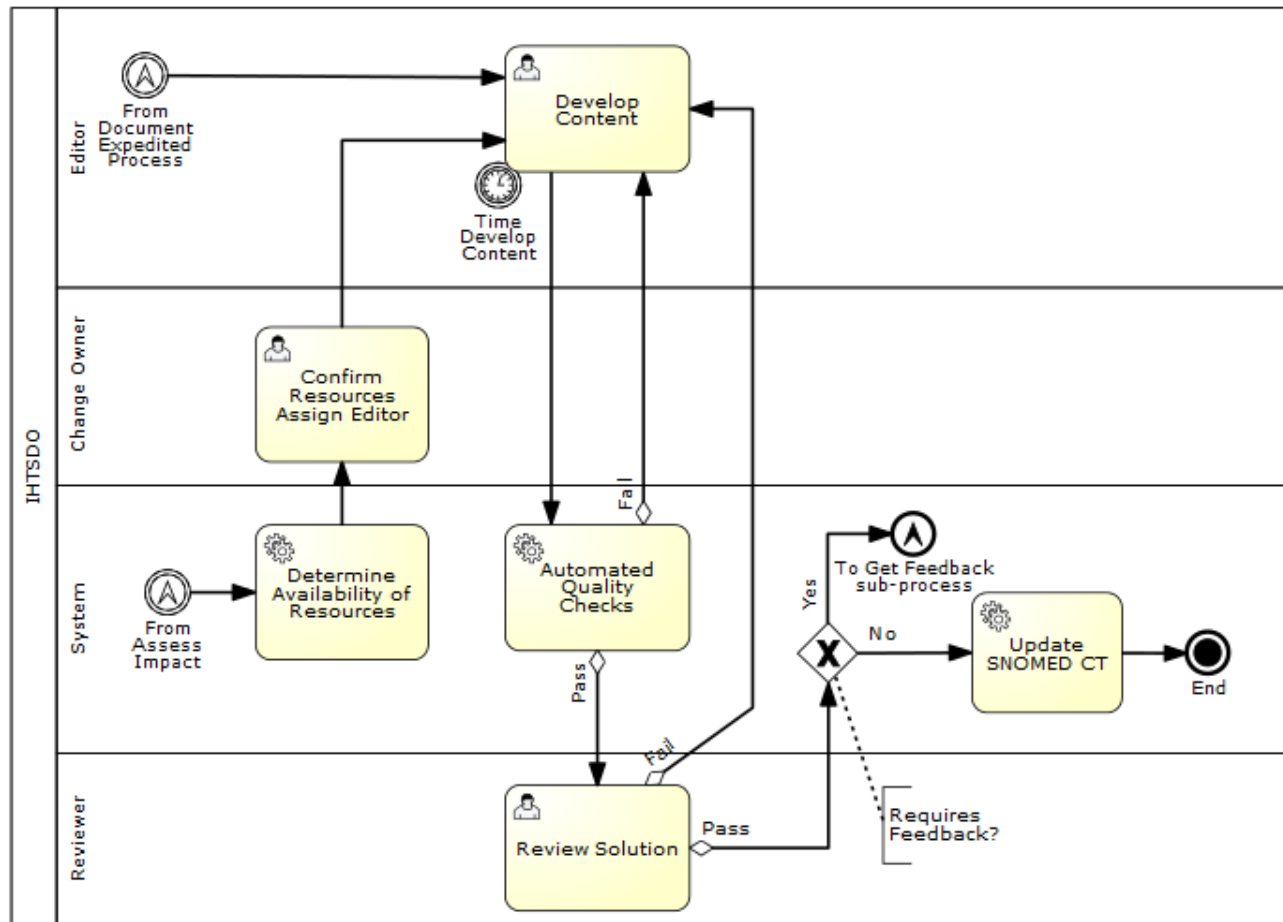 IHTSDO
Editor
From
Document
Expedited
Process
Develop
Content
Time
Develop
Content
Change Owner
Confirm
Resources
Assign Editor
System
From
Assess
Impact
Determine
Availability of
Resources
Automated
Quality
Checks
Fail
Pass
Yes
To Get Feedback
sub-process
No
Update
SNOMED CT
End
Reviewer
Review Solution
Fail
Pass
Requires
Feedback?